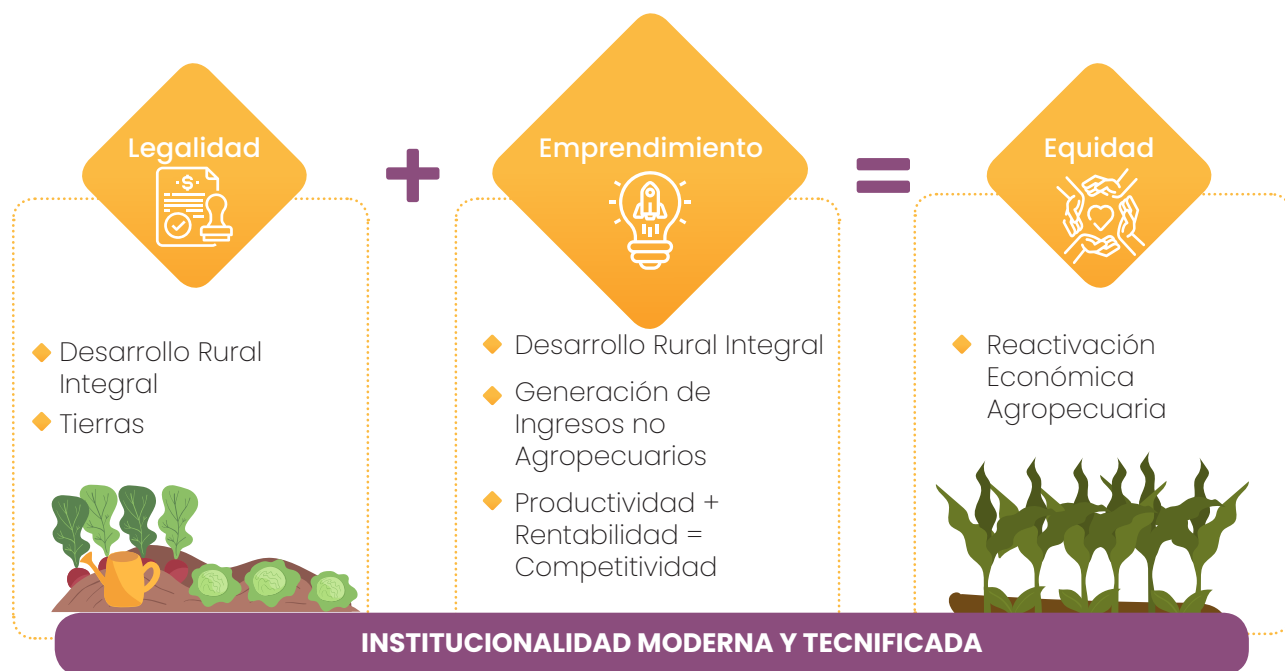 Legalidad
$
+
Emprendimiento
=
Equidad
Desarrollo Rural
Integral
Tierras
Desarrollo Rural Integral
Generación de
Ingresos no
Agropecuarios
Productividad +
Rentabilidad =
Competitividad
Reactivación
Económica
Agropecuaria
INSTITUCIONALIDAD MODERNA Y TECNIFICADA